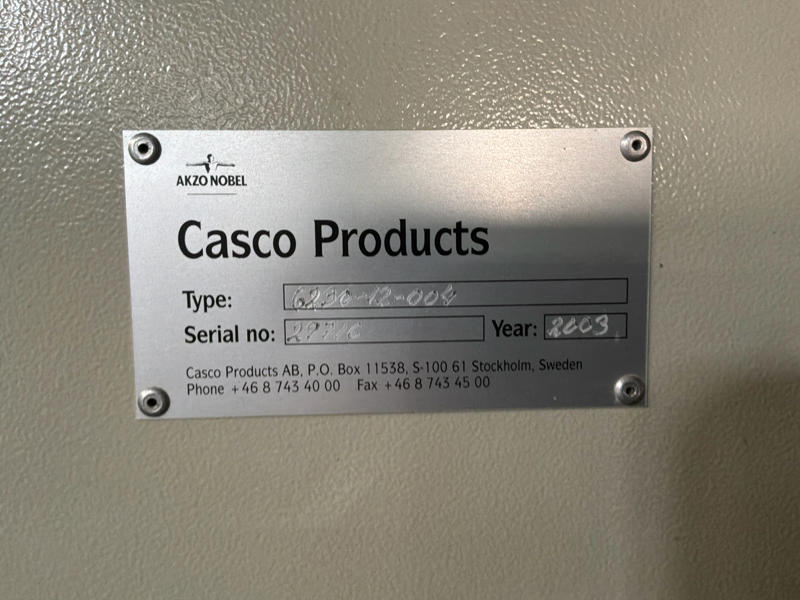 AKZO NOBEL
Casco Products
Type: 6230-12-004
Serial no: Year: 2003
Casco Products AB, P.O. Box 11538, S-100 61 Stockholm, Sweden
Phone +46 8 743 40 00 Fax +46 8 743 45 00